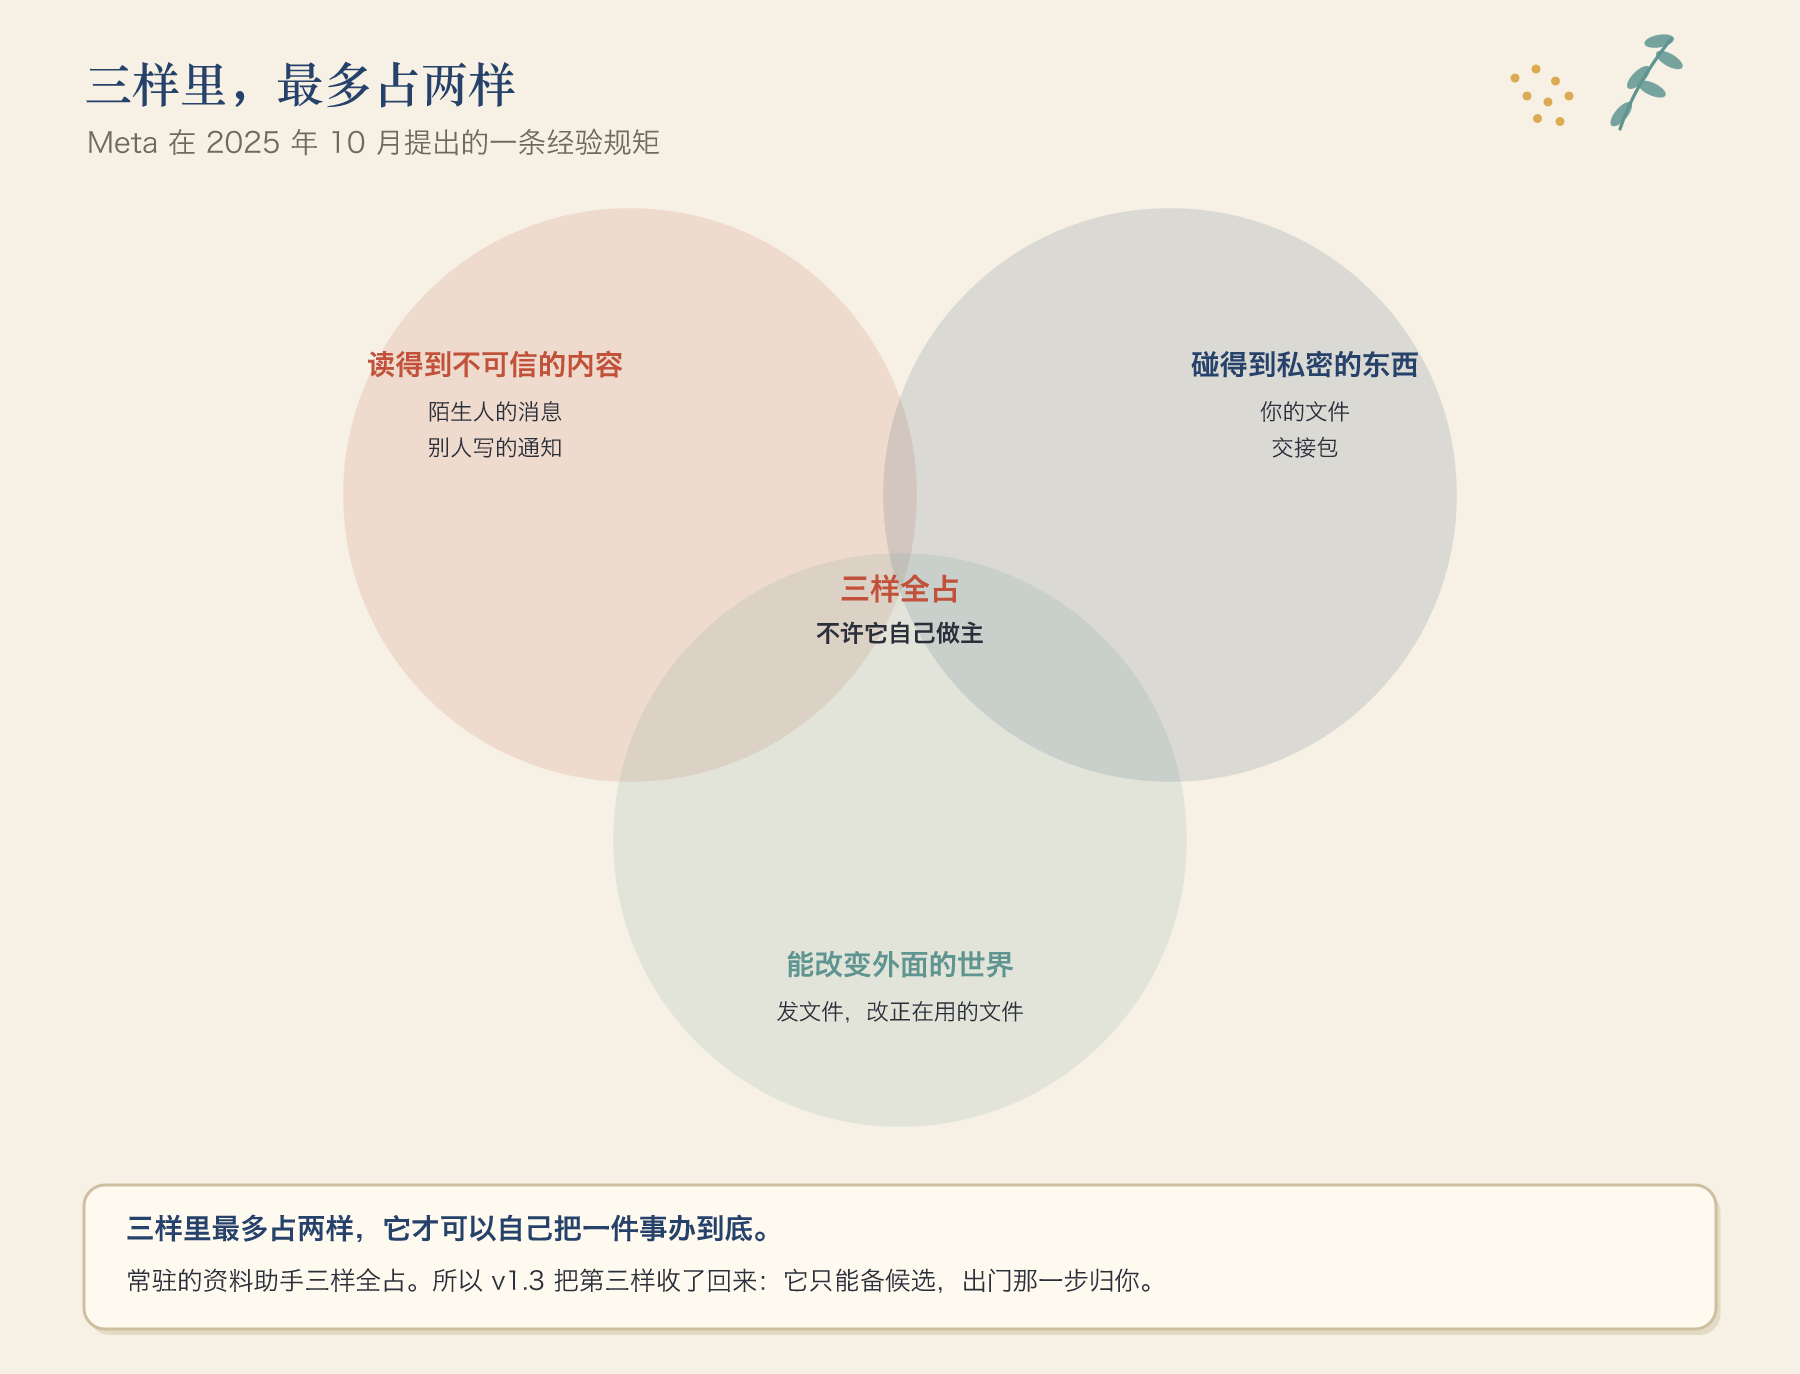 三样里，最多占两样
Meta 在 2025 年 10 月提出的一条经验规矩
读得到不可信的内容
陌生人的消息
别人写的通知
碰得到私密的东西
你的文件
交接包
三样全占
不许它自己做主
能改变外面的世界
发文件，改正在用的文件
三样里最多占两样，它才可以自己把一件事办到底。
常驻的资料助手三样全占。所以 v1.3 把第三样收了回来：它只能备候选，出门那一步归你。